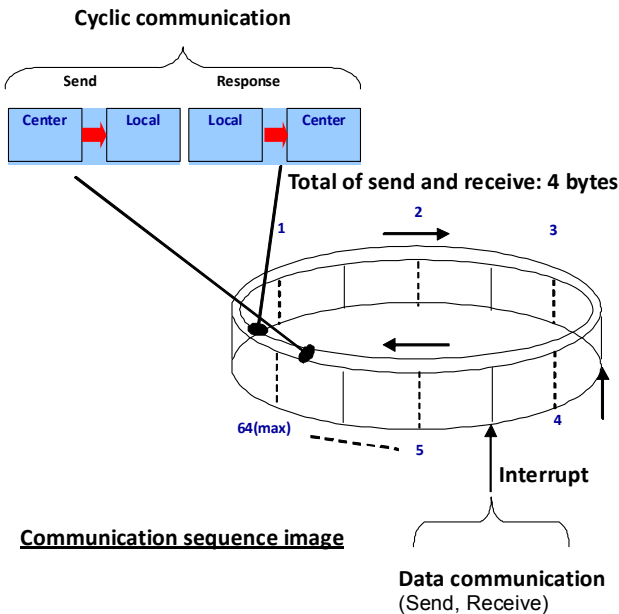 Cyclic communication
Send Response
Center Local Local Center
Total of send and receive: 4 bytes
1 2 3
64(max) 5 4
Interrupt
Communication sequence image
Data communication
(Send, Receive)